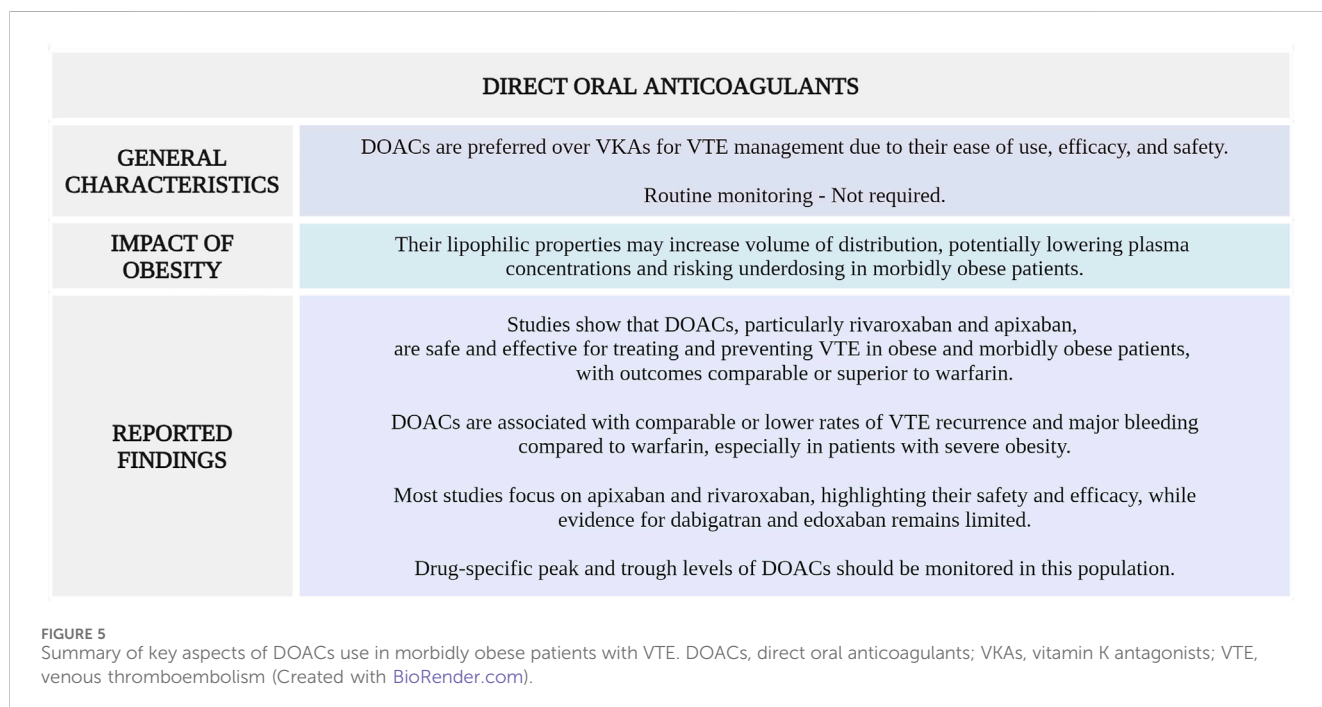 DIRECT ORAL ANTICOAGULANTS
GENERAL
CHARACTERISTICS
DOACs are preferred over VKAs for VTE management due to their ease of use, efficacy, and safety.
Routine monitoring - Not required.
IMPACT OF
OBESITY
Their lipophilic properties may increase volume of distribution, potentially lowering plasma
concentrations and risking underdosing in morbidly obese patients.
REPORTED
FINDINGS
Studies show that DOACs, particularly rivaroxaban and apixaban,
are safe and effective for treating and preventing VTE in obese and morbidly obese patients,
with outcomes comparable or superior to warfarin.
DOACs are associated with comparable or lower rates of VTE recurrence and major bleeding
compared to warfarin, especially in patients with severe obesity.
Most studies focus on apixaban and rivaroxaban, highlighting their safety and efficacy, while
evidence for dabigatran and edoxaban remains limited.
Drug-specific peak and trough levels of DOACs should be monitored in this population.
FIGURE 5
Summary of key aspects of DOACs use in morbidly obese patients with VTE. DOACs, direct oral anticoagulants; VKAs, vitamin K antagonists; VTE,
venous thromboembolism (Created with BioRender.com).